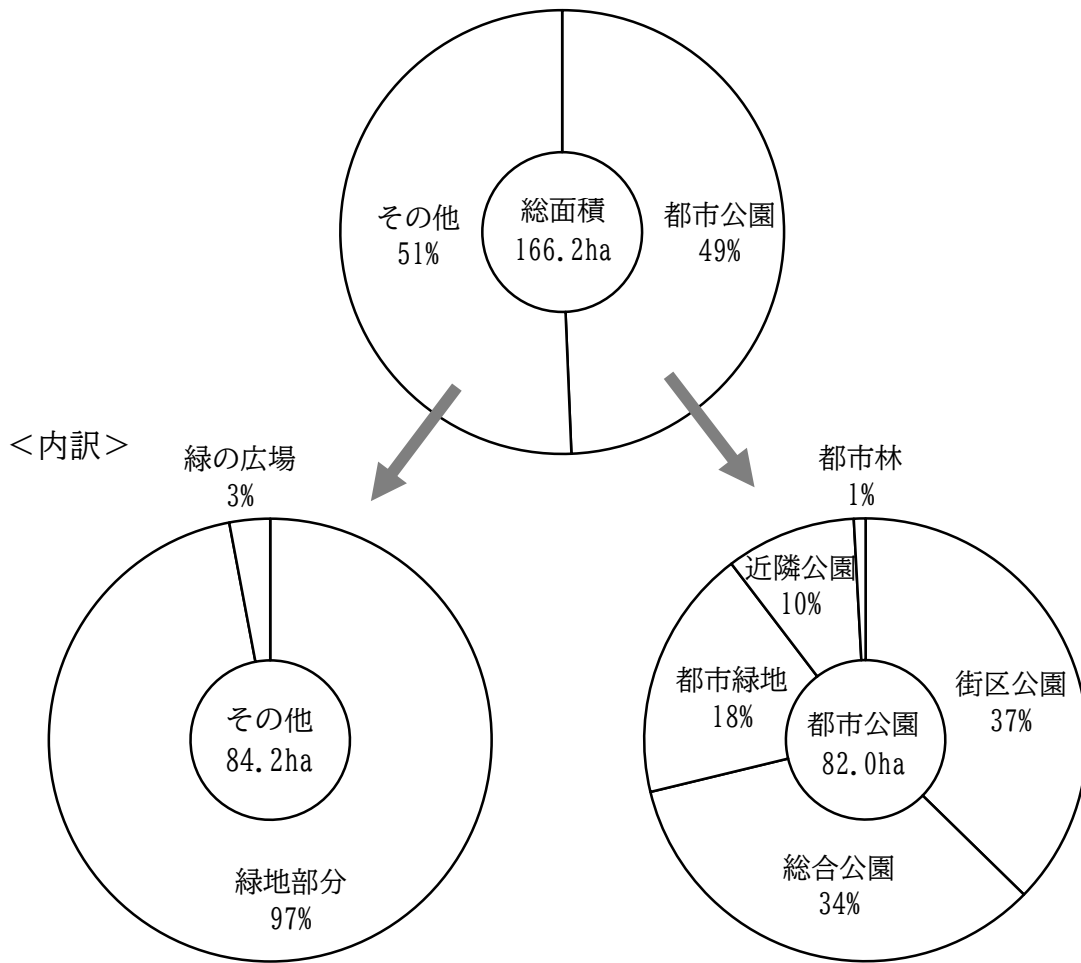 総面積
166.2ha
その他
51%
都市公園
49%
<内訳>
緑の広場
3%
その他
84.2ha
緑地部分
97%
都市林
1%
近隣公園
10%
都市緑地
18%
街区公園
37%
都市公園
82.0ha
総合公園
34%